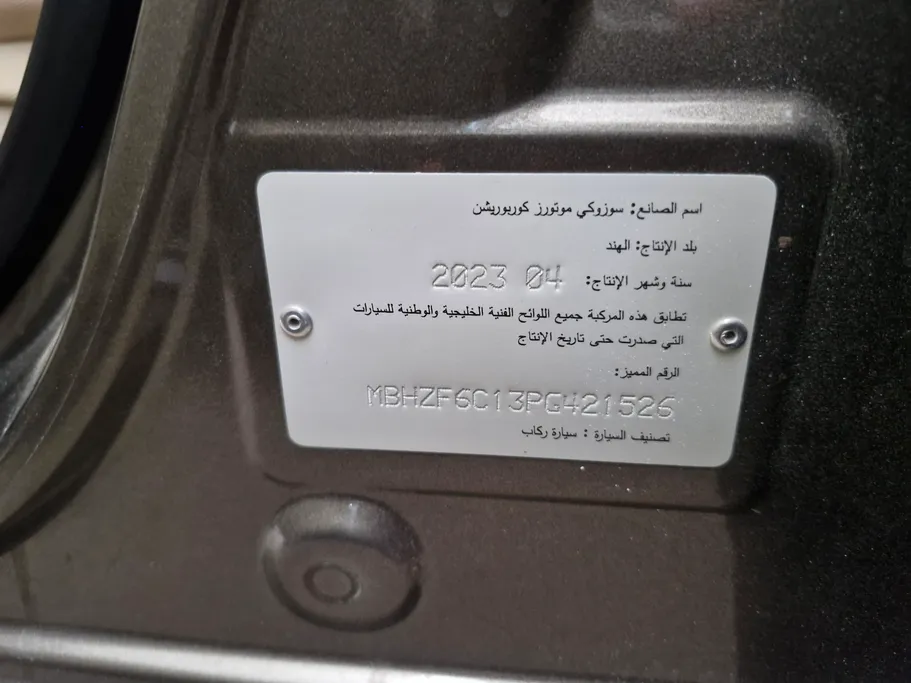 اسم الصانع: سوزوكي موتورز كوربوريشن
بلد الإنتاج: الهند
سنة وشهر الإنتاج: 2023 04
تطابق هذه المركبة جميع اللوائح الفنية الخليجية والوطنية للسيارات
التي صدرت حتى تاريخ الإنتاج
الرقم المميز:
MBHZF6C13PG421526
تصنيف السيارة : سيارة ركاب